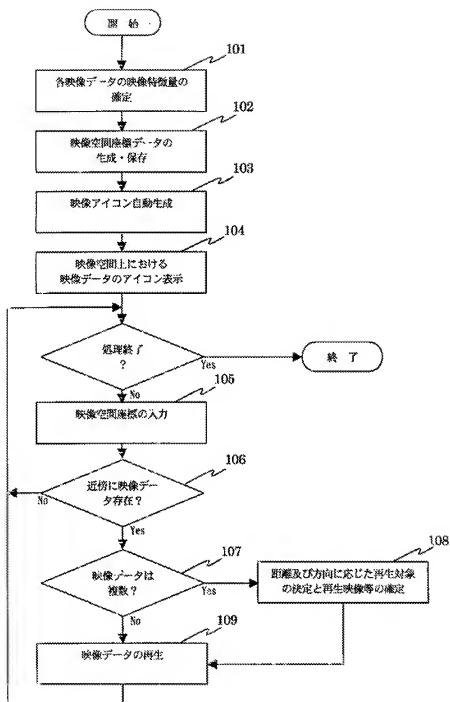 開 始
101
各映像データの映像特徴量の
確定
102
映像空間座標データの
生成・保存
103
映像アイコン自動生成
104
映像空間上における
映像データのアイコン表示
処理終了
?
Yes
終 了
No
105
映像空間座標の入力
106
近傍に映像デー
タ存在?
No
Yes
107
映像データは
複数?
Yes
108
距離及び方向に応じた再生対象
の決定と再生映像等の確定
No
109
映像データの再生